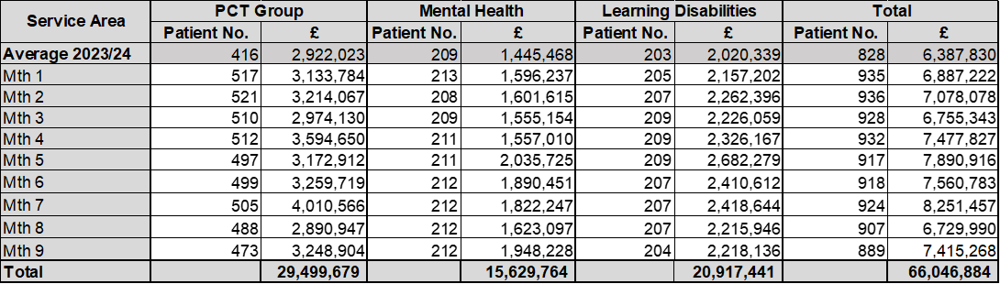 Service Area PCT Group Mental Health Learning Disabilities Total
Patient No. £ Patient No. £ Patient No. £ Patient No. £
Average 2023/24 416 2,922,023 209 1,445,468 203 2,020,339 828 6,387,830
Mth 1 517 3,133,784 213 1,596,237 205 2,157,202 935 6,887,222
Mth 2 521 3,214,067 208 1,601,615 207 2,262,396 936 7,078,078
Mth 3 510 2,974,130 209 1,555,154 209 2,226,059 928 6,755,343
Mth 4 512 3,594,650 211 1,557,010 209 2,326,167 932 7,477,827
Mth 5 497 3,172,912 211 2,035,725 209 2,682,279 917 7,890,916
Mth 6 499 3,259,719 212 1,890,451 207 2,410,612 918 7,560,783
Mth 7 505 4,010,566 212 1,822,247 207 2,418,644 924 8,251,457
Mth 8 488 2,890,947 212 1,623,097 207 2,215,946 907 6,729,990
Mth 9 473 3,248,904 212 1,948,228 204 2,218,136 889 7,415,268
Total 29,499,679 15,629,764 20,917,441 66,046,884